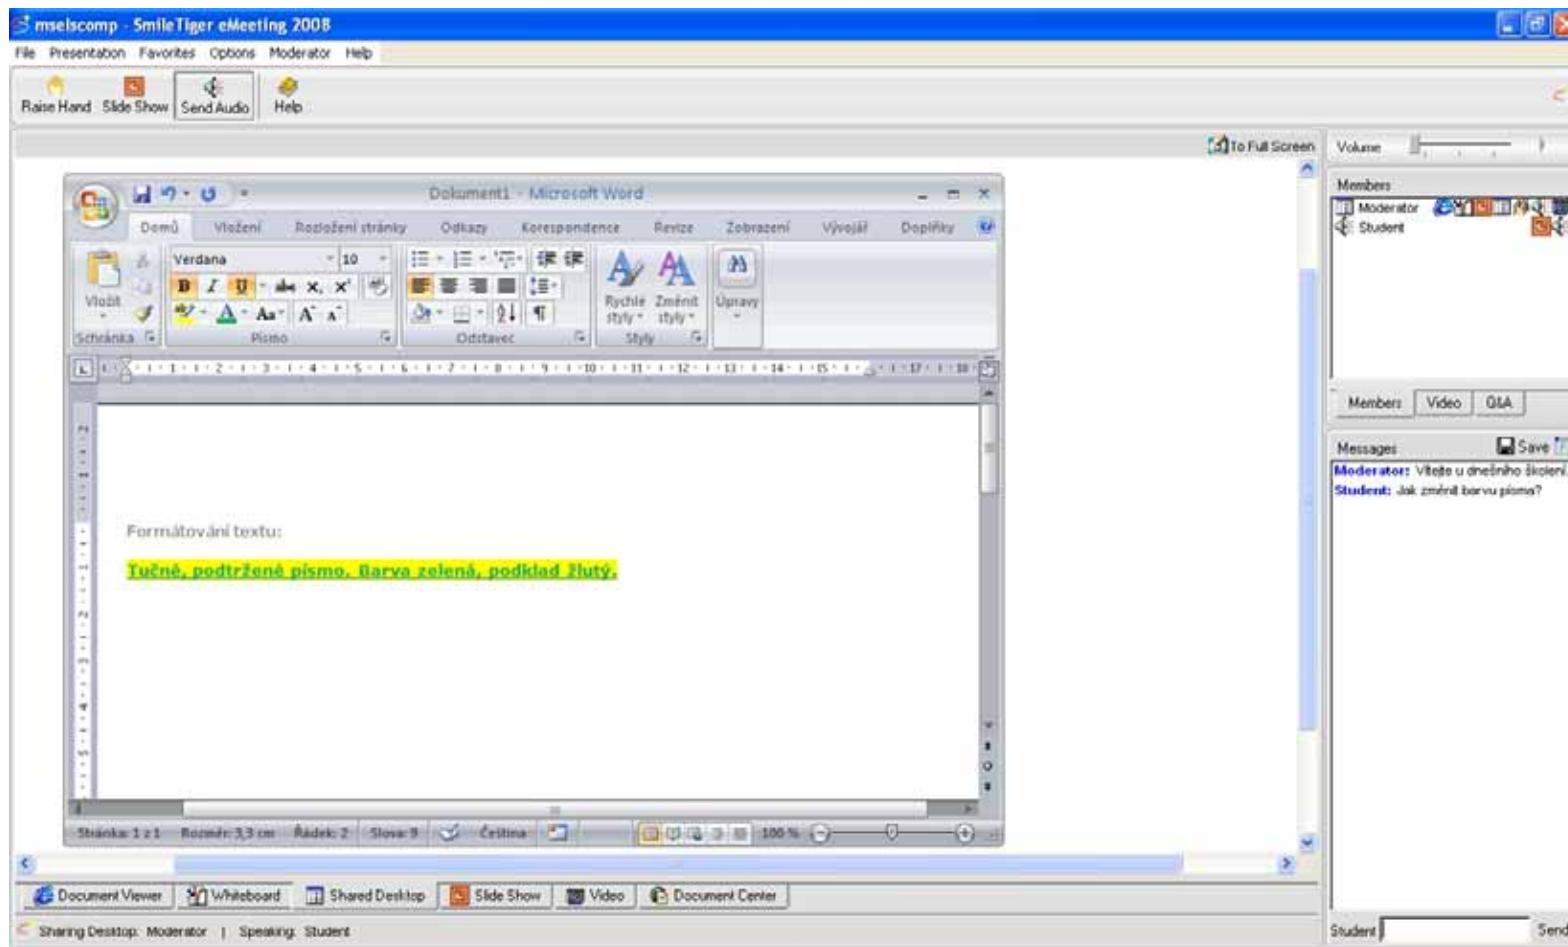 mselscomp - SmileTiger eMeeting 2008
File Presentation Favorites Options Moderator Help
Raise Hand Slide Show Send Audio Help
To Full Screen
Volume
Dokument1 - Microsoft Word
Domů Vložení Rozložení stránky Odkazy Korespondence Revize Zobrazení Vývojář Doplňky
Verdana 10
Vložit
Rychlé styly Změnit styly Úpravy
Schránka Písmo Odstavec Styly
Formátování textu:
Tučné, podtržené písmo. Barva zelená, podklad žlutý.
Stránka: 1 z 1 Rozměr: 3,3 cm Řádek: 2 Slova: 9 Čeština 100 %
Document Viewer Whiteboard Shared Desktop Slide Show Video Document Center
Sharing Desktop: Moderator | Speaking: Student
Members
Moderator
Student
Members Video Q&A
Messages Save
Moderator: Vítejte u dnešního školení.
Student: Jak změnit barvu písma?
Student Send